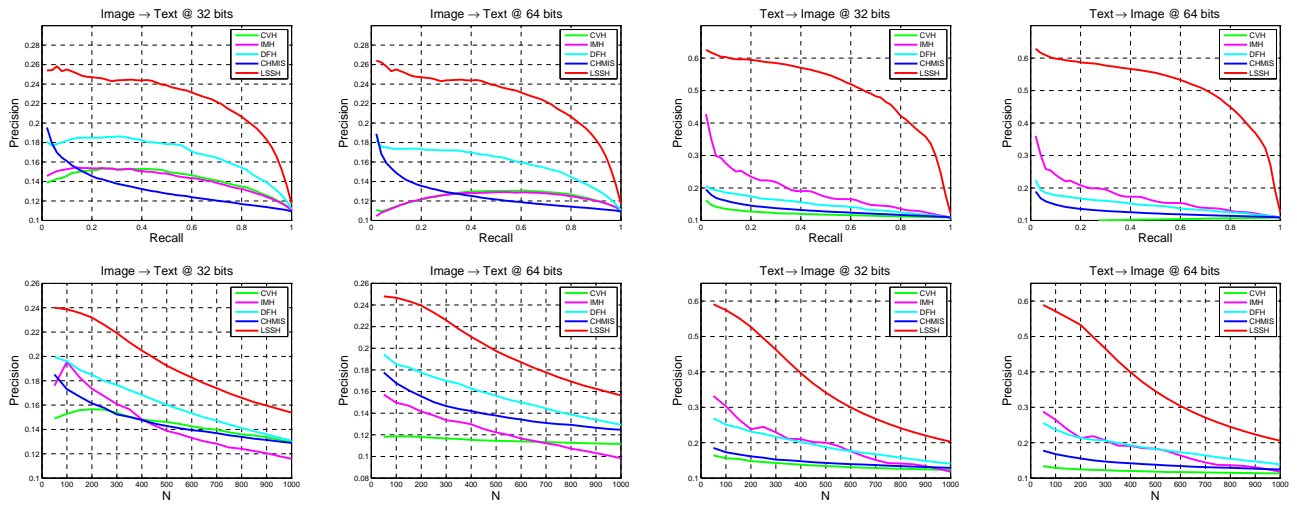 Image → Text @ 32 bits
Precision
0.28
0.26
0.24
0.22
0.2
0.18
0.16
0.14
0.12
0.1
0 0.2 0.4 0.6 0.8 1
Recall
CVH
IMH
DFH
CHMIS
LSSH
Image → Text @ 64 bits
Precision
0.28
0.26
0.24
0.22
0.2
0.18
0.16
0.14
0.12
0.1
0 0.2 0.4 0.6 0.8 1
Recall
CVH
IMH
DFH
CHMIS
LSSH
Text → Image @ 32 bits
Precision
0.6
0.5
0.4
0.3
0.2
0.1
0 0.2 0.4 0.6 0.8 1
Recall
CVH
IMH
DFH
CHMIS
LSSH
Text → Image @ 64 bits
Precision
0.6
0.5
0.4
0.3
0.2
0.1
0 0.2 0.4 0.6 0.8 1
Recall
CVH
IMH
DFH
CHMIS
LSSH
Image → Text @ 32 bits
Precision
0.26
0.24
0.22
0.2
0.18
0.16
0.14
0.12
0.1
0 100 200 300 400 500 600 700 800 900 1000
N
CVH
IMH
DFH
CHMIS
LSSH
Image → Text @ 64 bits
Precision
0.26
0.24
0.22
0.2
0.18
0.16
0.14
0.12
0.1
0.08
0 100 200 300 400 500 600 700 800 900 1000
N
CVH
IMH
DFH
CHMIS
LSSH
Text → Image @ 32 bits
Precision
0.6
0.5
0.4
0.3
0.2
0.1
0 100 200 300 400 500 600 700 800 900 1000
N
CVH
IMH
DFH
CHMIS
LSSH
Text → Image @ 64 bits
Precision
0.6
0.5
0.4
0.3
0.2
0.1
0 100 200 300 400 500 600 700 800 900 1000
N
CVH
IMH
DFH
CHMIS
LSSH